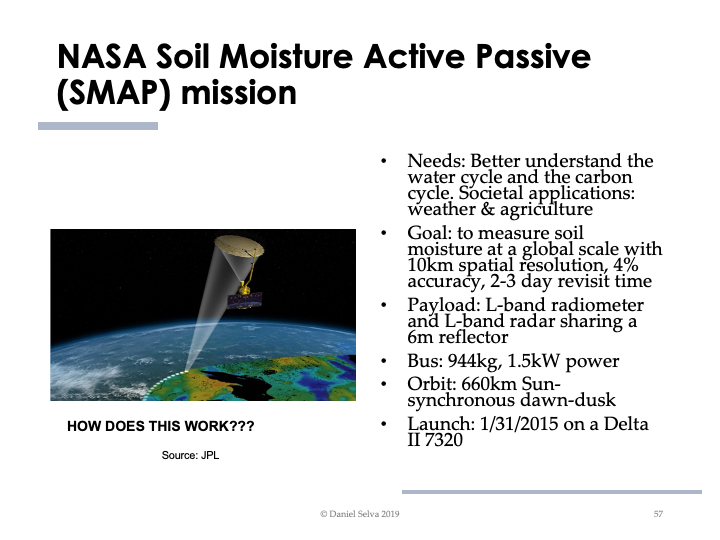 NASA Soil Moisture Active Passive
(SMAP) mission
• Needs: Better understand the
water cycle and the carbon
cycle. Societal applications:
weather & agriculture
• Goal: to measure soil
moisture at a global scale with
10km spatial resolution, 4%
accuracy, 2-3 day revisit time
• Payload: L-band radiometer
and L-band radar sharing a
6m reflector
• Bus: 944kg, 1.5kW power
• Orbit: 660km Sun-
synchronous dawn-dusk
• Launch: 1/31/2015 on a Delta
II 7320
HOW DOES THIS WORK???
Source: JPL
© Daniel Selva 2019
57